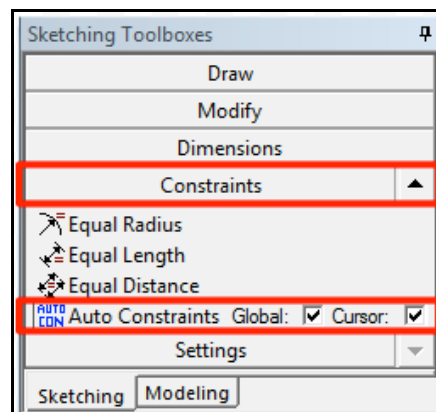 Sketching Toolboxes
Draw
Modify
Dimensions
Constraints
Equal Radius
Equal Length
Equal Distance
AUTO CON Auto Constraints Global: Cursor:
Settings
Sketching Modeling